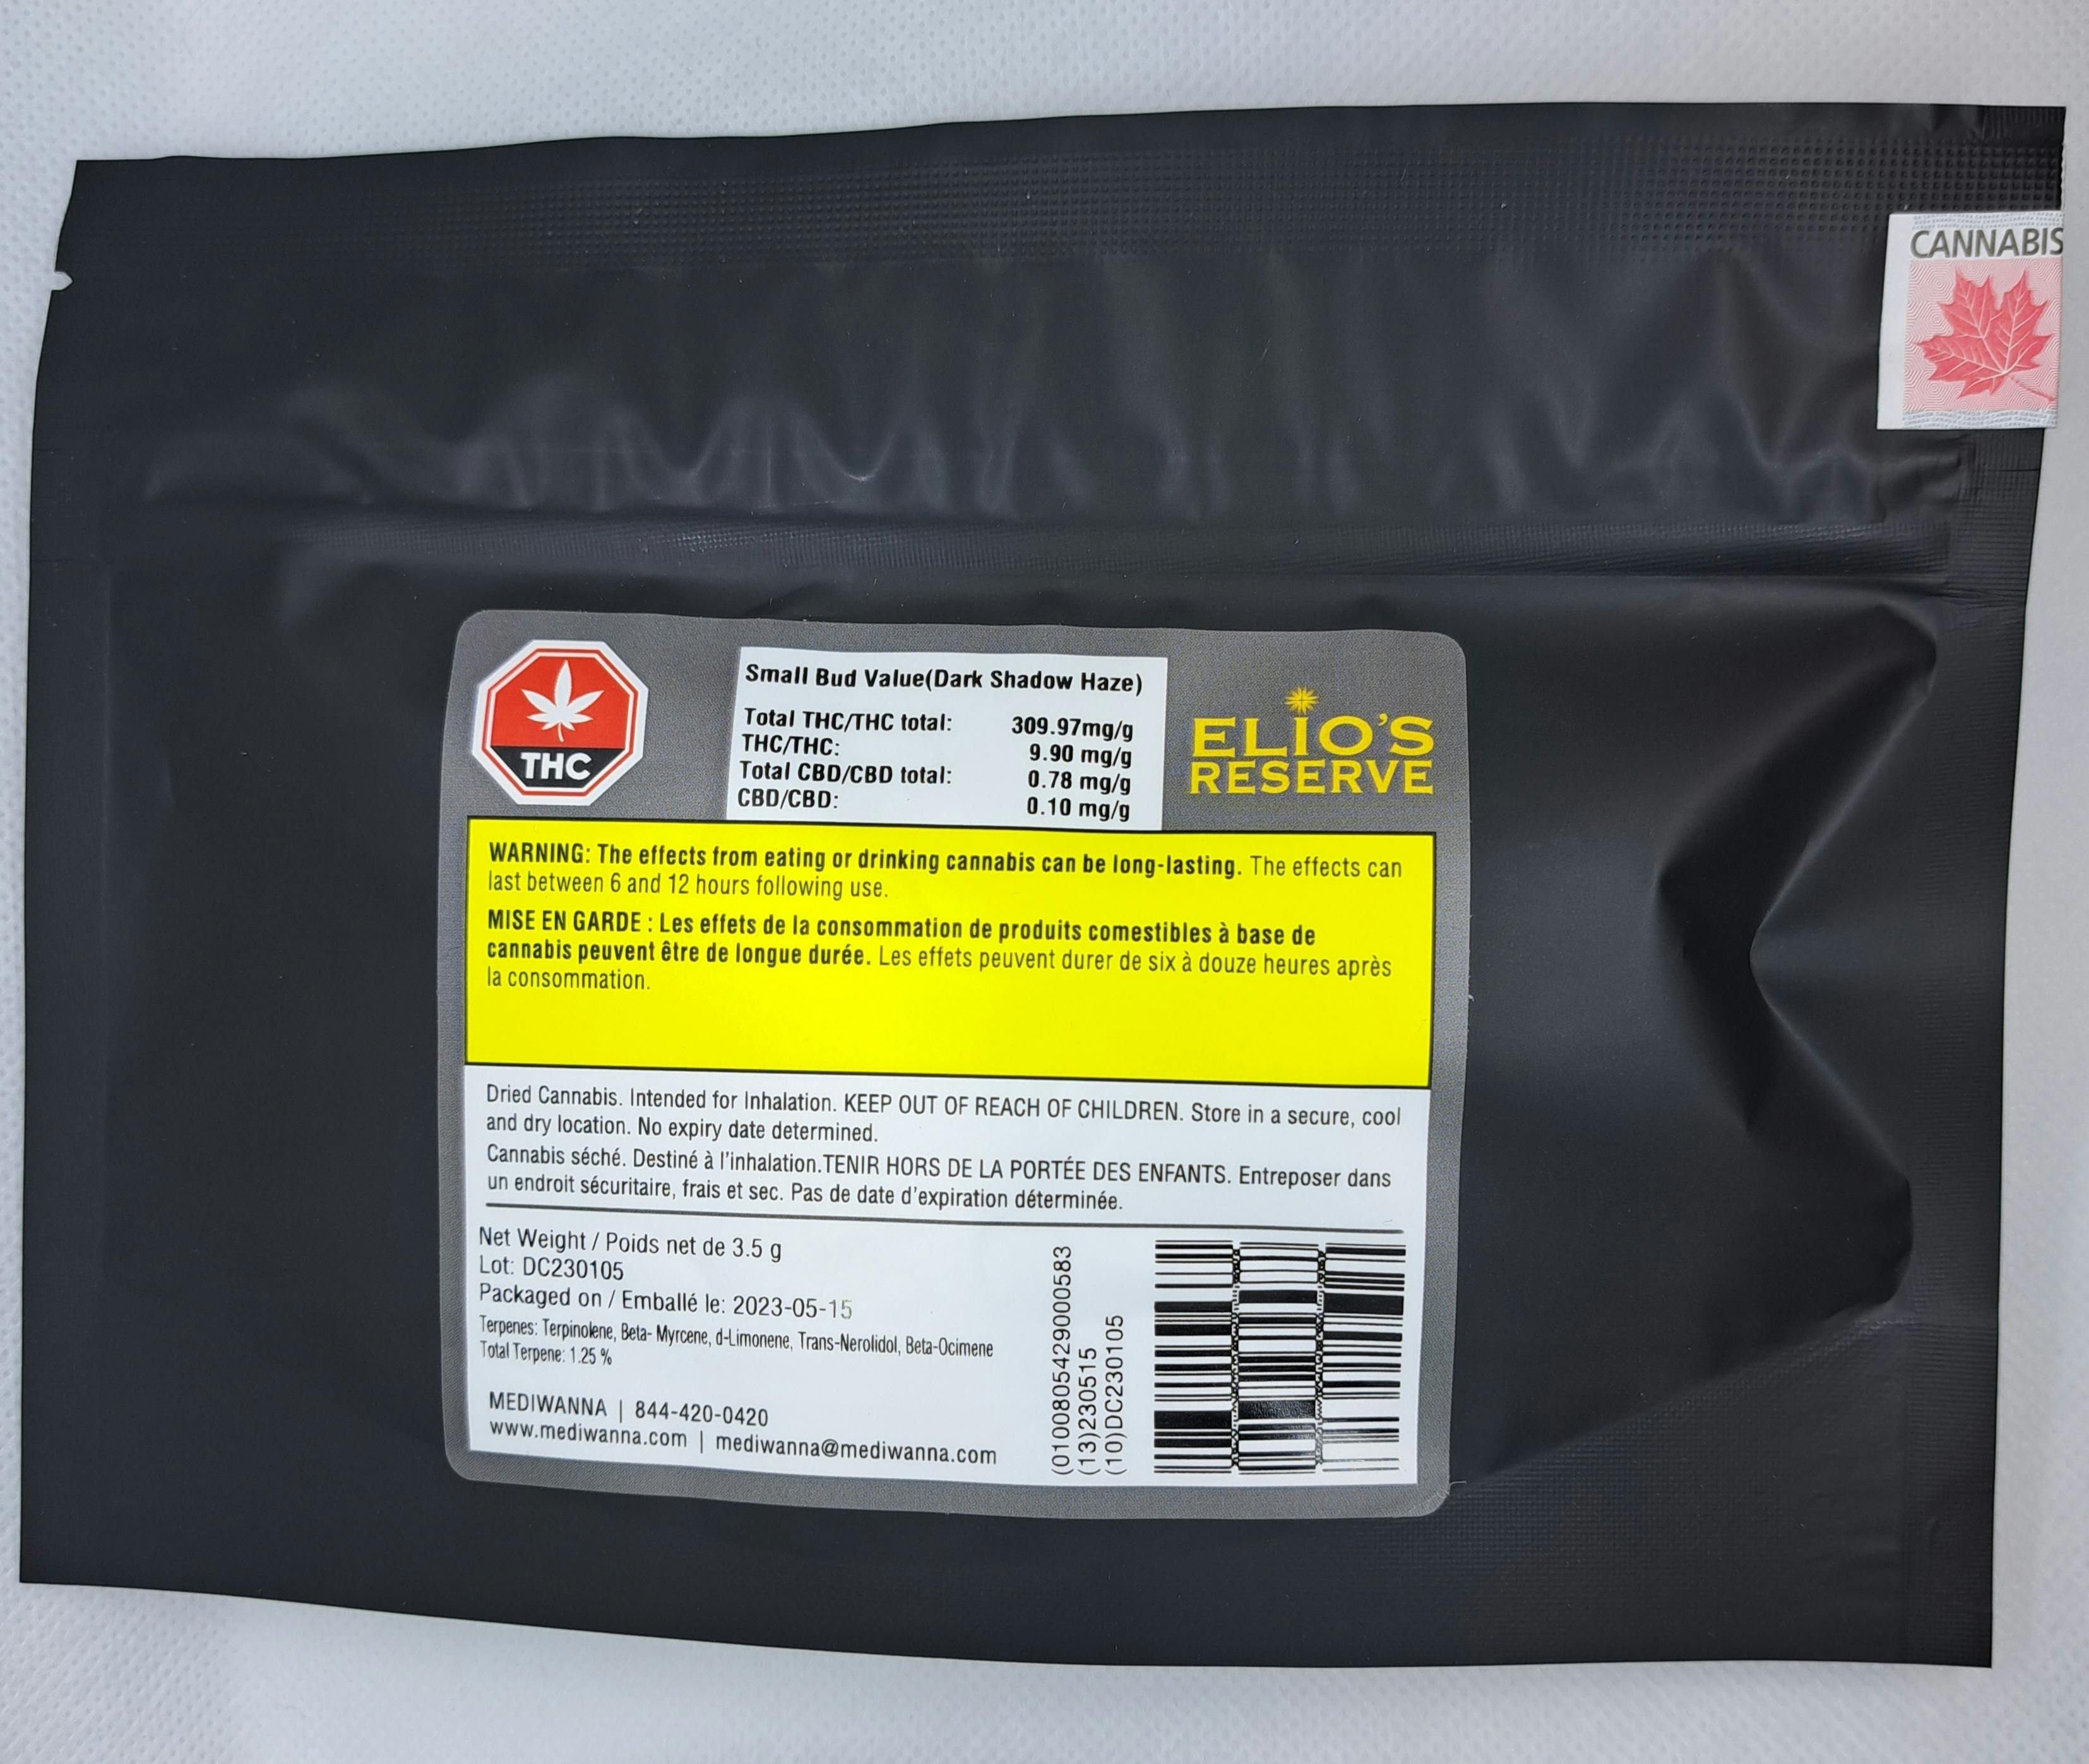 CANNABIS
THC
Small Bud Value(Dark Shadow Haze)
Total THC/THC total: 309.97mg/g
THC/THC: 9.90 mg/g
Total CBD/CBD total: 0.78 mg/g
CBD/CBD: 0.10 mg/g
ELIO'S
RESERVE
WARNING: The effects from eating or drinking cannabis can be long-lasting. The effects can
last between 6 and 12 hours following use.
MISE EN GARDE : Les effets de la consommation de produits comestibles à base de
cannabis peuvent être de longue durée. Les effets peuvent durer de six à douze heures après
la consommation.
Dried Cannabis. Intended for Inhalation. KEEP OUT OF REACH OF CHILDREN. Store in a secure, cool
and dry location. No expiry date determined.
Cannabis séché. Destiné à l'inhalation.TENIR HORS DE LA PORTÉE DES ENFANTS. Entreposer dans
un endroit sécuritaire, frais et sec. Pas de date d'expiration déterminée.
Net Weight / Poids net de 3.5 g
Lot: DC230105
Packaged on / Emballé le: 2023-05-15
Terpenes: Terpinolene, Beta- Myrcene, d-Limonene, Trans-Nerolidol, Beta-Ocimene
Total Terpene: 1.25 %
MEDIWANNA | 844-420-0420
www.mediwanna.com | mediwanna@mediwanna.com
(01)00805429000583
(13)230515
(10)DC230105